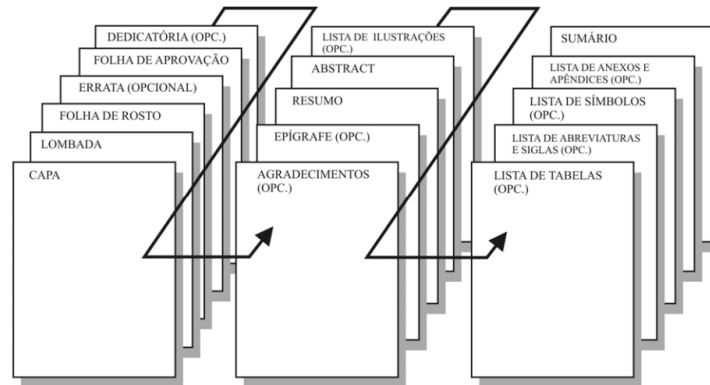 DEDICATÓRIA (OPC.)
FOLHA DE APROVAÇÃO
ERRATA (OPCIONAL)
FOLHA DE ROSTO
LOMBADA
CAPA
LISTA DE ILUSTRAÇÕES
(OPC.)
ABSTRACT
RESUMO
EPÍGRAFE (OPC.)
AGRADECIMENTOS
(OPC.)
SUMÁRIO
LISTA DE ANEXOS E
APÊNDICES (OPC.)
LISTA DE SÍMBOLOS
(OPC.)
LISTA DE ABREVIATURAS
E SIGLAS (OPC.)
LISTA DE TABELAS
(OPC.)